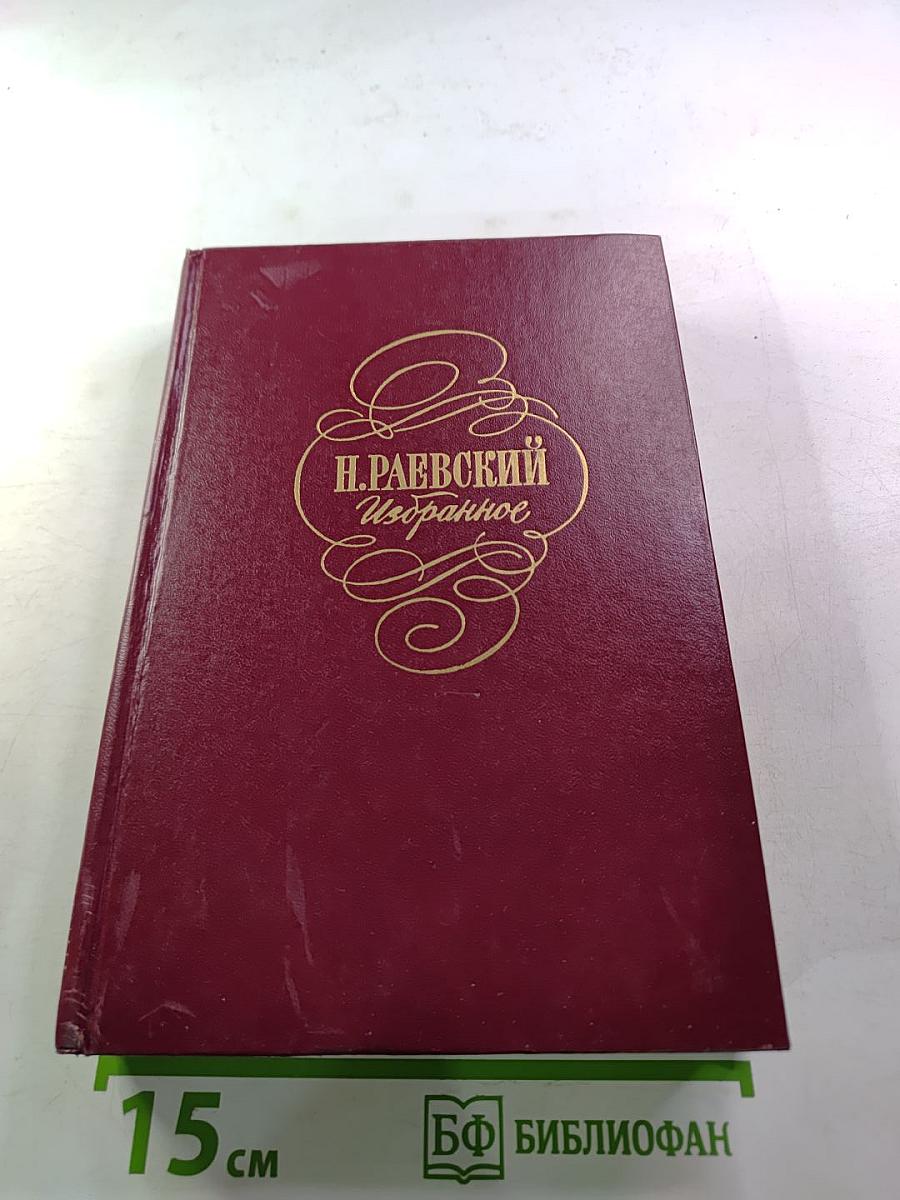 Н.РАЕВСКИЙ
Избранное
15 см
БФ БИБЛИОФАН